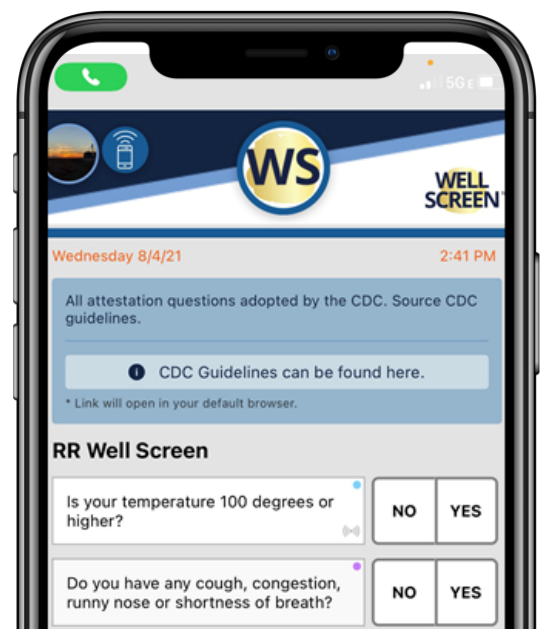 5G E
WS
WELL
SCREEN
Wednesday 8/4/21
2:41 PM
All attestation questions adopted by the CDC. Source CDC
guidelines.
CDC Guidelines can be found here.
* Link will open in your default browser.
RR Well Screen
Is your temperature 100 degrees or
higher?
NO
YES
Do you have any cough, congestion,
runny nose or shortness of breath?
NO
YES